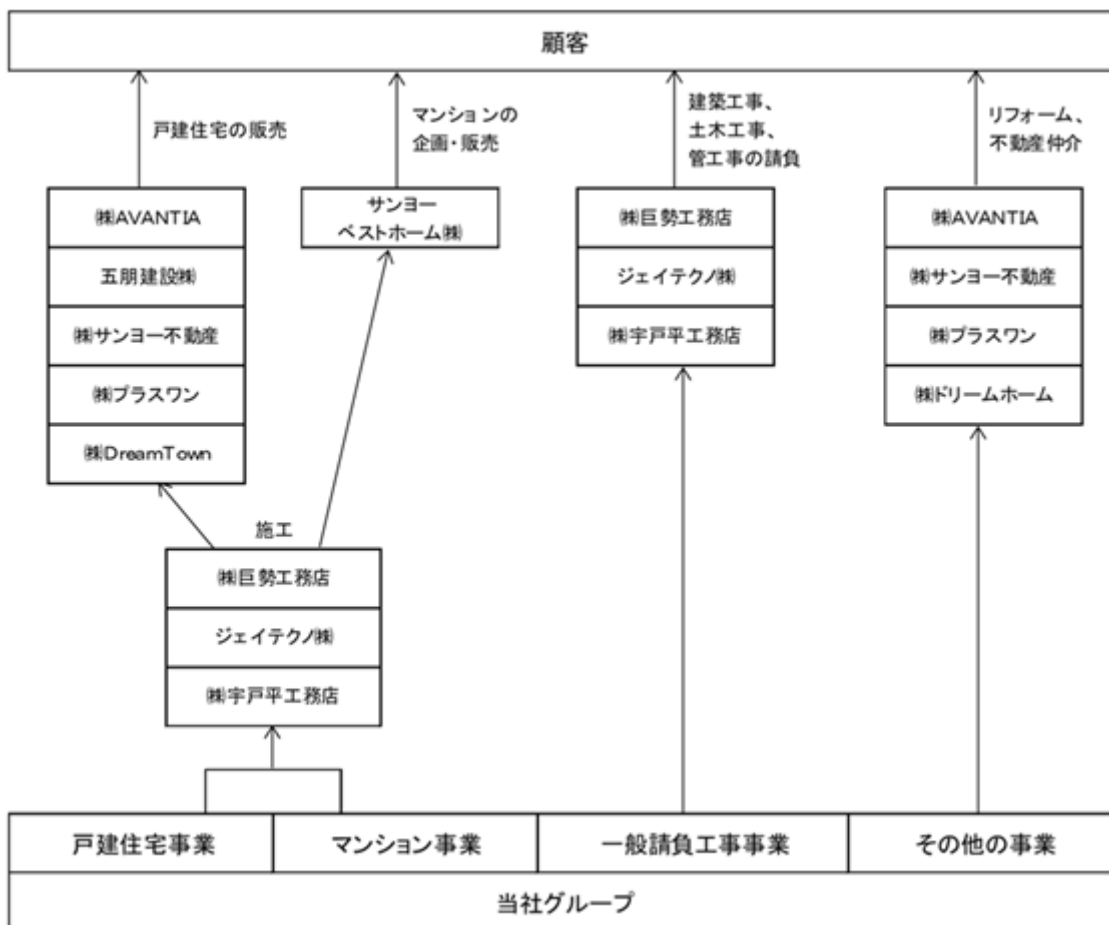 顧客
戸建住宅の販売
マンションの
企画・販売
建築工事、
土木工事、
管工事の請負
リフォーム、
不動産仲介
㈱AVANTIA
五朋建設㈱
㈱サンヨー不動産
㈱プラスワン
㈱DreamTown
サンヨー
ベストホーム㈱
㈱巨勢工務店
ジェイテクノ㈱
㈱宇戸平工務店
㈱AVANTIA
㈱サンヨー不動産
㈱プラスワン
㈱ドリームホーム
施工
㈱巨勢工務店
ジェイテクノ㈱
㈱宇戸平工務店
戸建住宅事業
マンション事業
一般請負工事事業
その他の事業
当社グループ